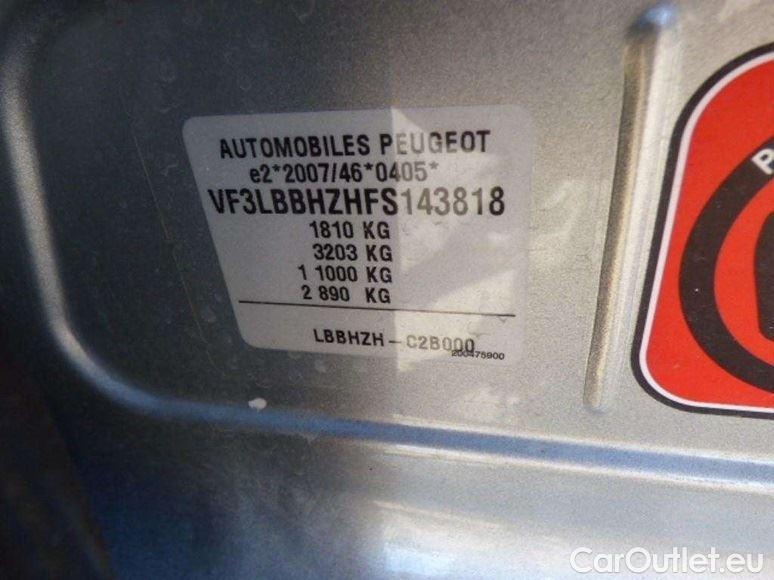 AUTOMOBILES PEUGEOT
e2*2007/46*0405*
VF3LBBHZHFS143818
1810 KG
3203 KG
1 1000 KG
2 890 KG
LBBHZH - C2B000
200475900
P
CarOutlet.eu